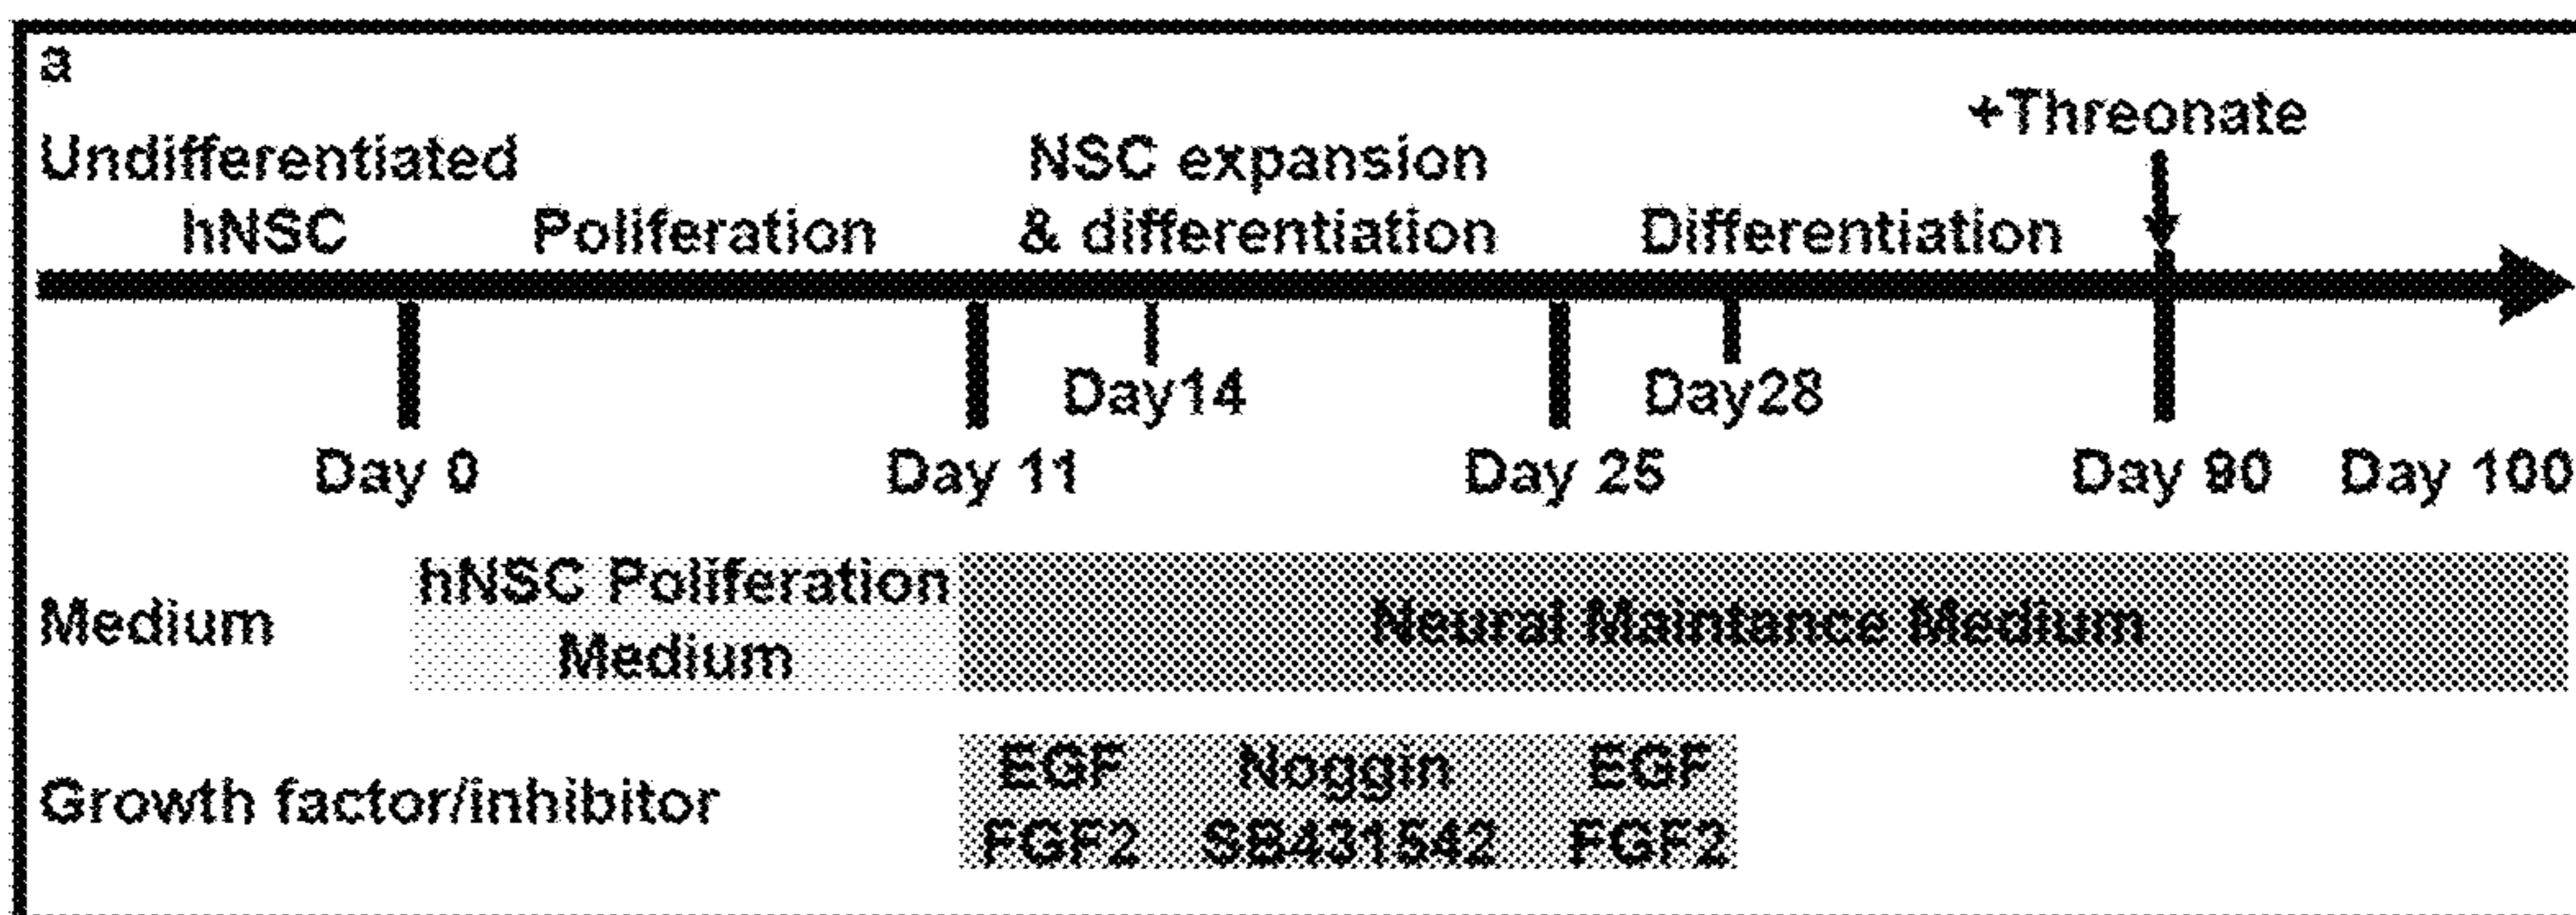 a
+Threonate
Undifferentiated
hNSC
Poliferation
NSC expansion
& differentiation
Differentiation
Day14
Day28
Day 0
Day 11
Day 25
Day 90
Day 100
Medium
hNSC Poliferation
Medium
Neural Maintance Medium
Growth factor/inhibitor
EGF
FGF2
Noggin
SB431542
EGF
FGF2